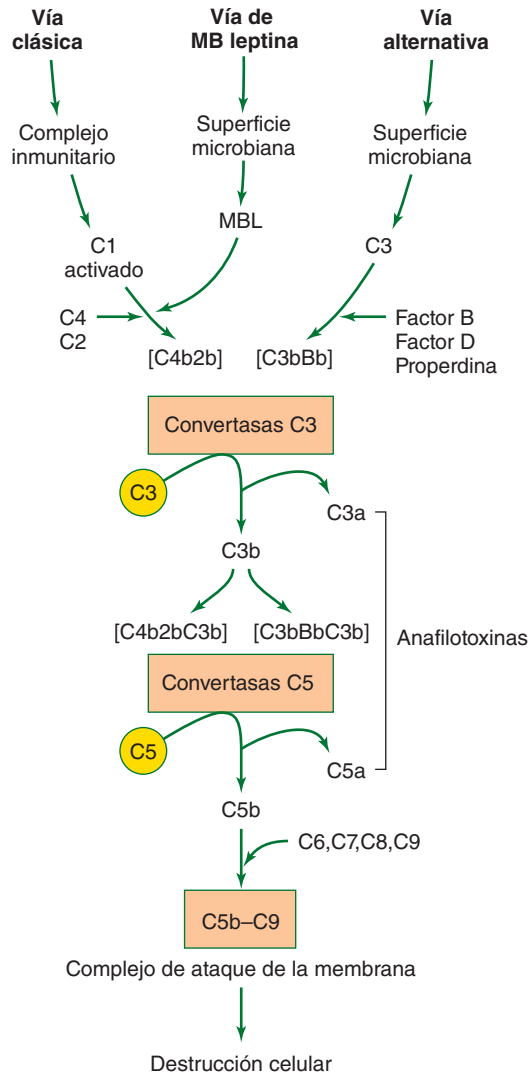 Vía
clásica
Vía de
MB leptina
Vía
alternativa
Complejo
inmunitario
Superficie
microbiana
Superficie
microbiana
MBL
C1
activado
C3
C4
C2
Factor B
Factor D
Properdina
[C4b2b]
[C3bBb]
Convertasas C3
C3
C3a
C3b
[C4b2bC3b]
[C3bBbC3b]
Anafilotoxinas
Convertasas C5
C5
C5a
C5b
C6,C7,C8,C9
C5b–C9
Complejo de ataque de la membrana
Destrucción celular